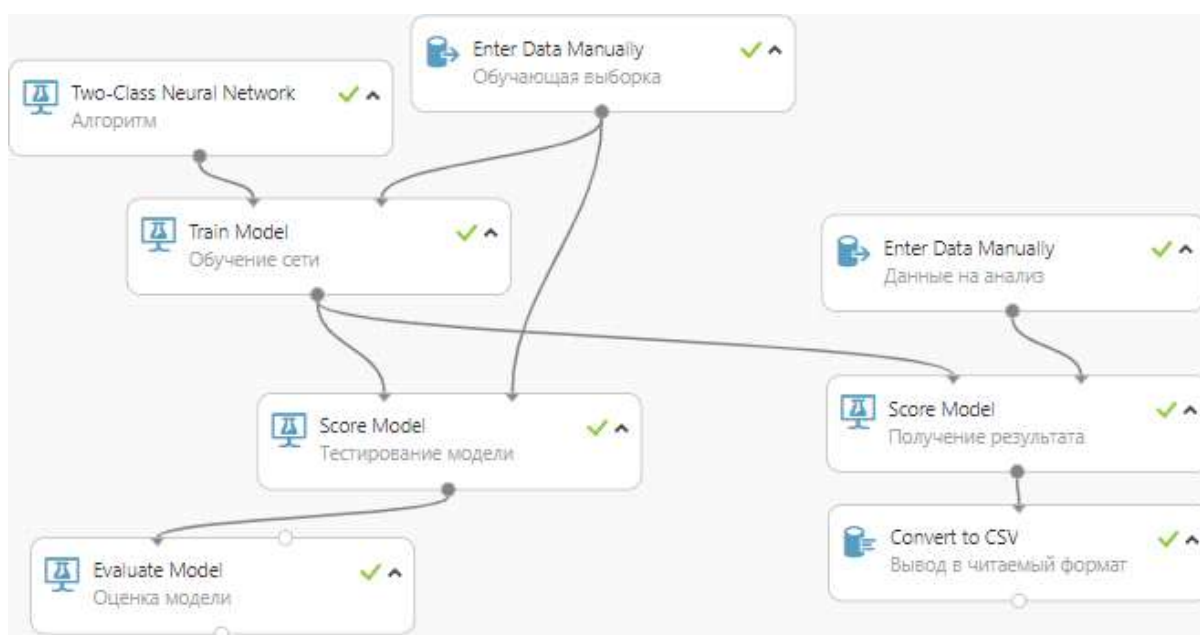 Enter Data Manually
Обучающая выборка
Two-Class Neural Network
Алгоритм
Train Model
Обучение сети
Enter Data Manually
Данные на анализ
Score Model
Тестирование модели
Score Model
Получение результата
Convert to CSV
Вывод в читаемый формат
Evaluate Model
Оценка модели